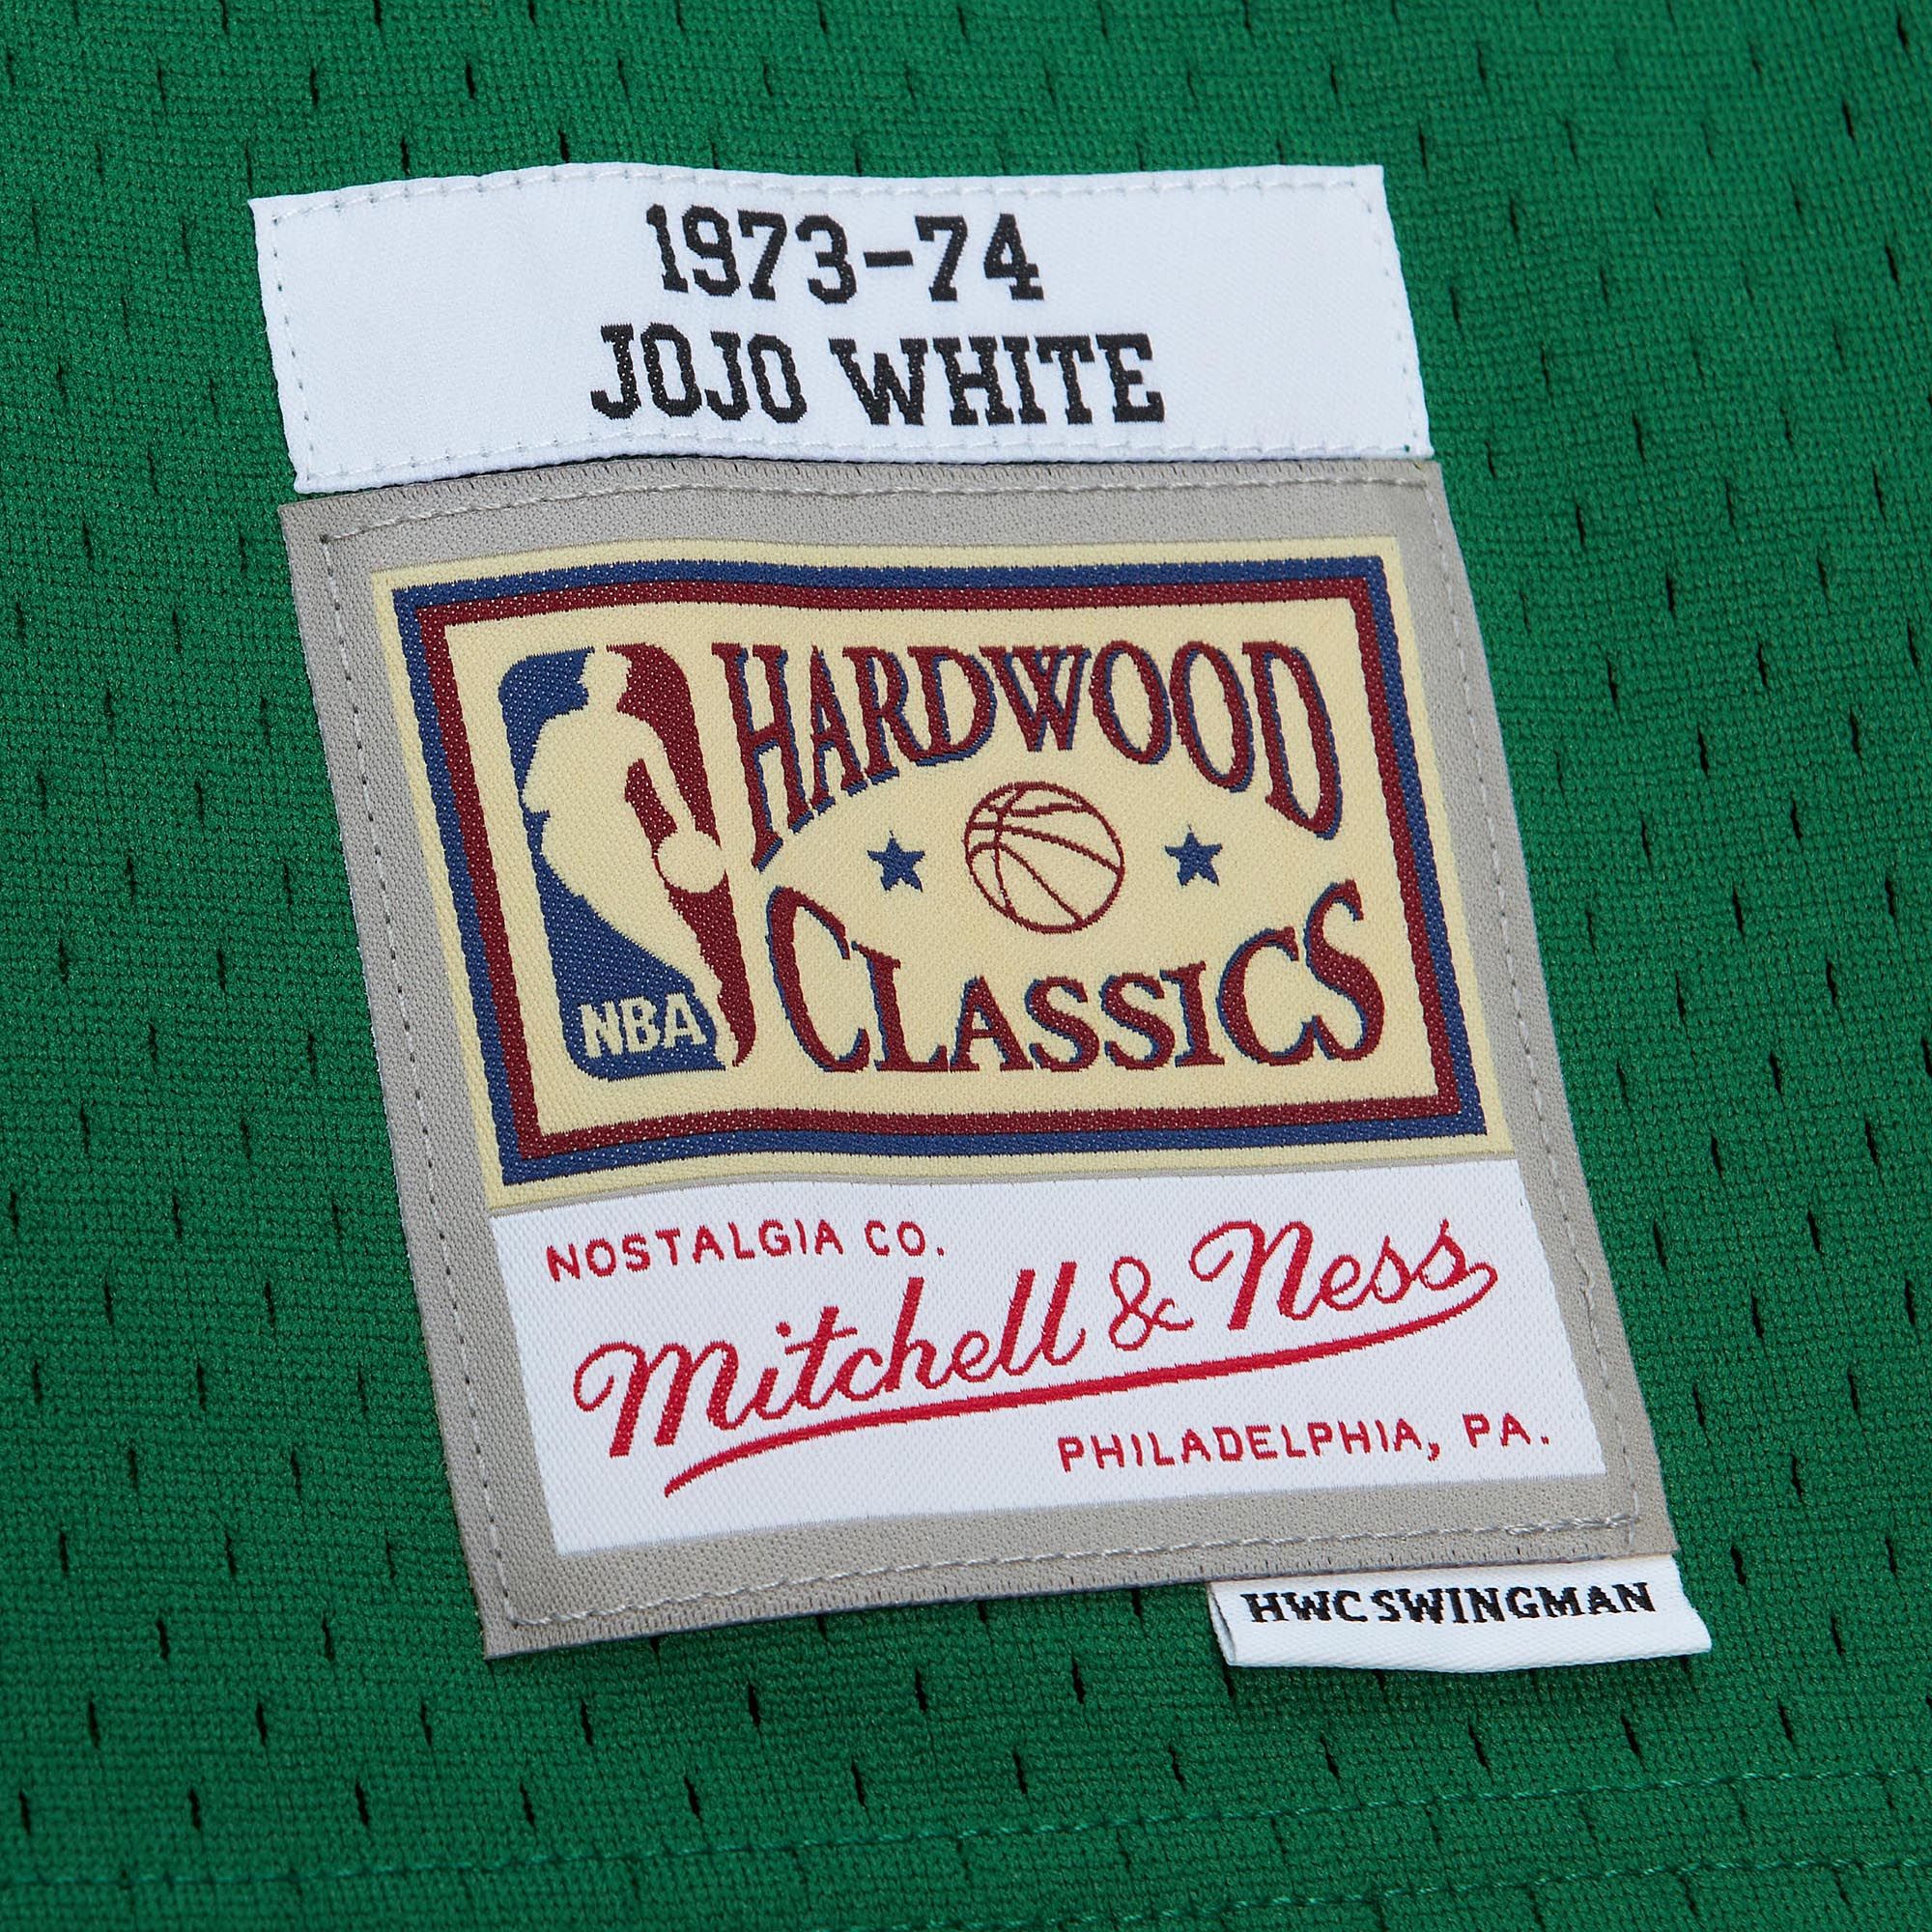 1973-74
JOJO WHITE
HARDWOOD
CLASSICS
NBA
NOSTALGIA CO.
Mitchell & Ness
PHILADELPHIA, PA.
HWC SWINGMAN